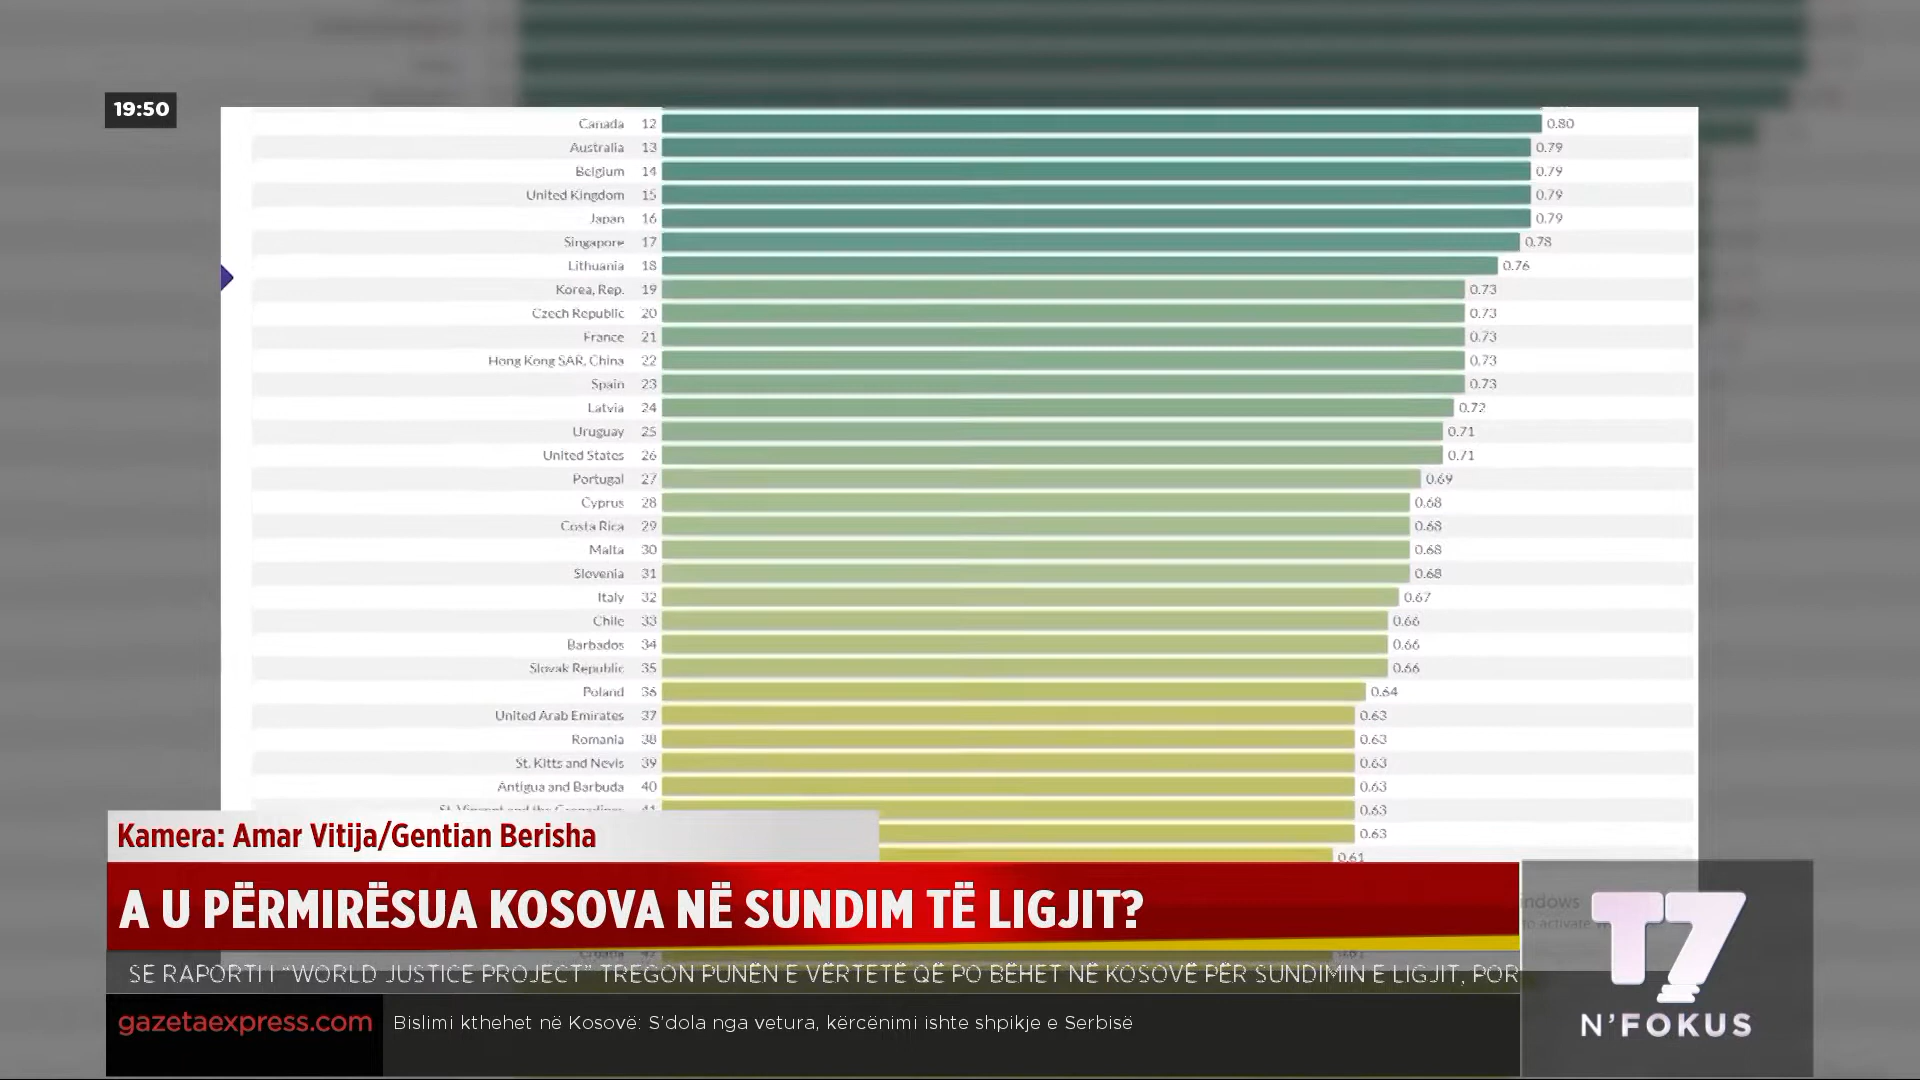 19:50
Canada 12 0.80
Australia 13 0.79
Belgium 14 0.79
United Kingdom 15 0.79
Japan 16 0.79
Singapore 17 0.78
Lithuania 18 0.76
Korea, Rep. 19 0.73
Czech Republic 20 0.73
France 21 0.73
Hong Kong SAR, China 22 0.73
Spain 23 0.73
Latvia 24 0.72
Uruguay 25 0.71
United States 26 0.71
Portugal 27 0.69
Cyprus 28 0.68
Costa Rica 29 0.68
Malta 30 0.68
Slovenia 31 0.68
Italy 32 0.67
Chile 33 0.66
Barbados 34 0.66
Slovak Republic 35 0.66
Poland 36 0.64
United Arab Emirates 37 0.63
Romania 38 0.63
St. Kitts and Nevis 39 0.63
Antigua and Barbuda 40 0.63
St. Vincent and the Grenadines 41 0.63
0.63
0.61
Kamera: Amar Vitija/Gentian Berisha
A U PËRMIRËSUA KOSOVA NË SUNDIM TË LIGJIT?
SE RAPORTI I “WORLD JUSTICE PROJECT” TREGON PUNËN E VËRTETË QË PO BËHET NË KOSOVË PËR SUNDIMIN E LIGJIT, POR
gazetaexpress.com
Bislimi kthehet në Kosovë: S'dola nga vetura, kërcënimi ishte shpikje e Serbisë
T7
N'FOKUS